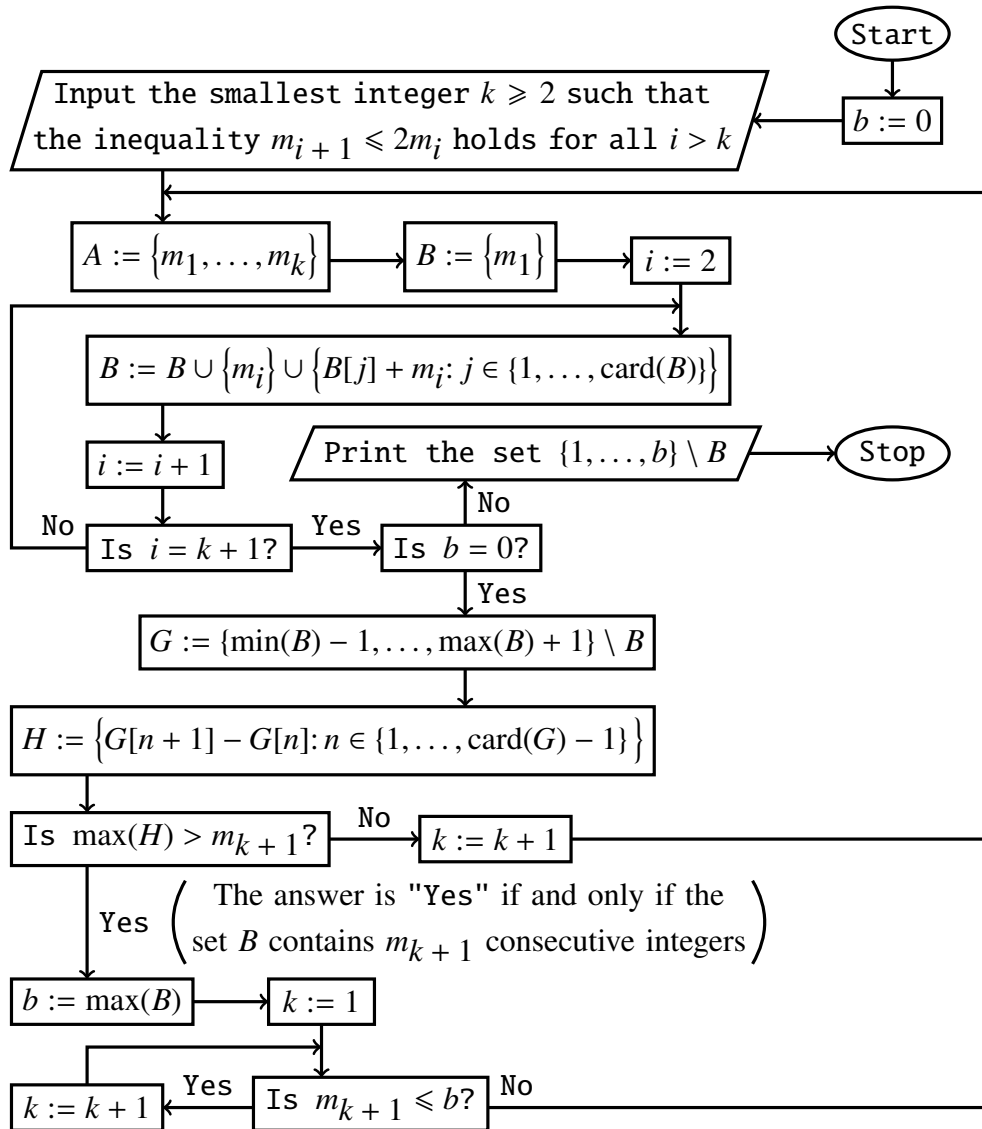 Start
Input the smallest integer k ⩾ 2 such that
the inequality m_{i + 1} ⩽ 2m_i holds for all i > k
b := 0
A := {m_1, . . . , m_k}
B := {m_1}
i := 2
B := B ∪ {m_i} ∪ {B[j] + m_i : j ∈ {1, . . . , card(B)}}
i := i + 1
Print the set {1, . . . , b} \ B
Stop
No
Is i = k + 1?
Yes
Is b = 0?
No
Yes
G := {min(B) − 1, . . . , max(B) + 1} \ B
H := {G[n + 1] − G[n] : n ∈ {1, . . . , card(G) − 1}}
Is max(H) > m_{k + 1}?
No
k := k + 1
Yes
The answer is "Yes" if and only if the
set B contains m_{k + 1} consecutive integers
b := max(B)
k := 1
k := k + 1
Yes
Is m_{k + 1} ⩽ b?
No